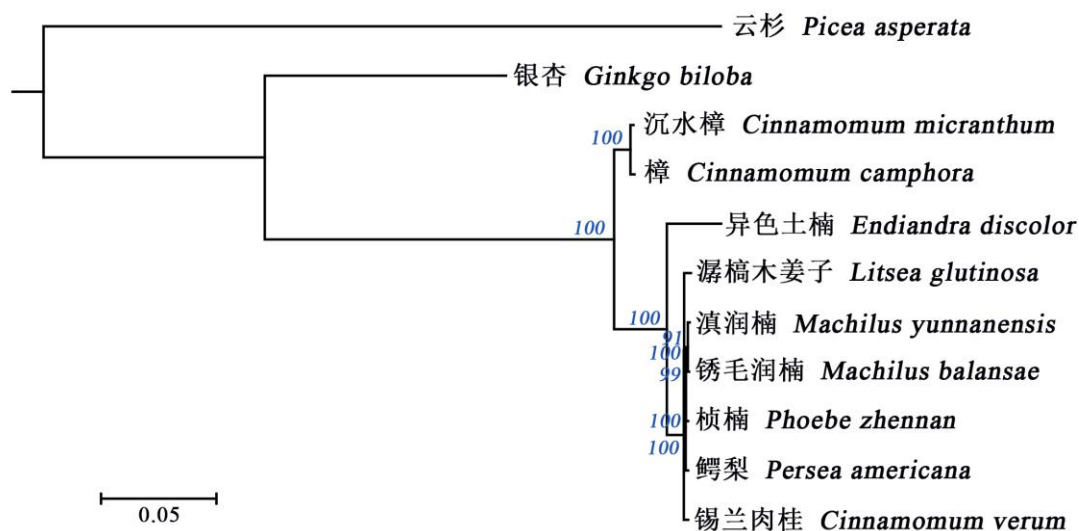 云杉 Picea asperata
银杏 Ginkgo biloba
沉水樟 Cinnamomum micranthum
100
樟 Cinnamomum camphora
100
异色土楠 Endiandra discolor
潺槁木姜子 Litsea glutinosa
100
滇润楠 Machilus yunnanensis
91
100
锈毛润楠 Machilus balansae
99
桢楠 Phoebe zhennan
100
100
鳄梨 Persea americana
锡兰肉桂 Cinnamomum verum
0.05